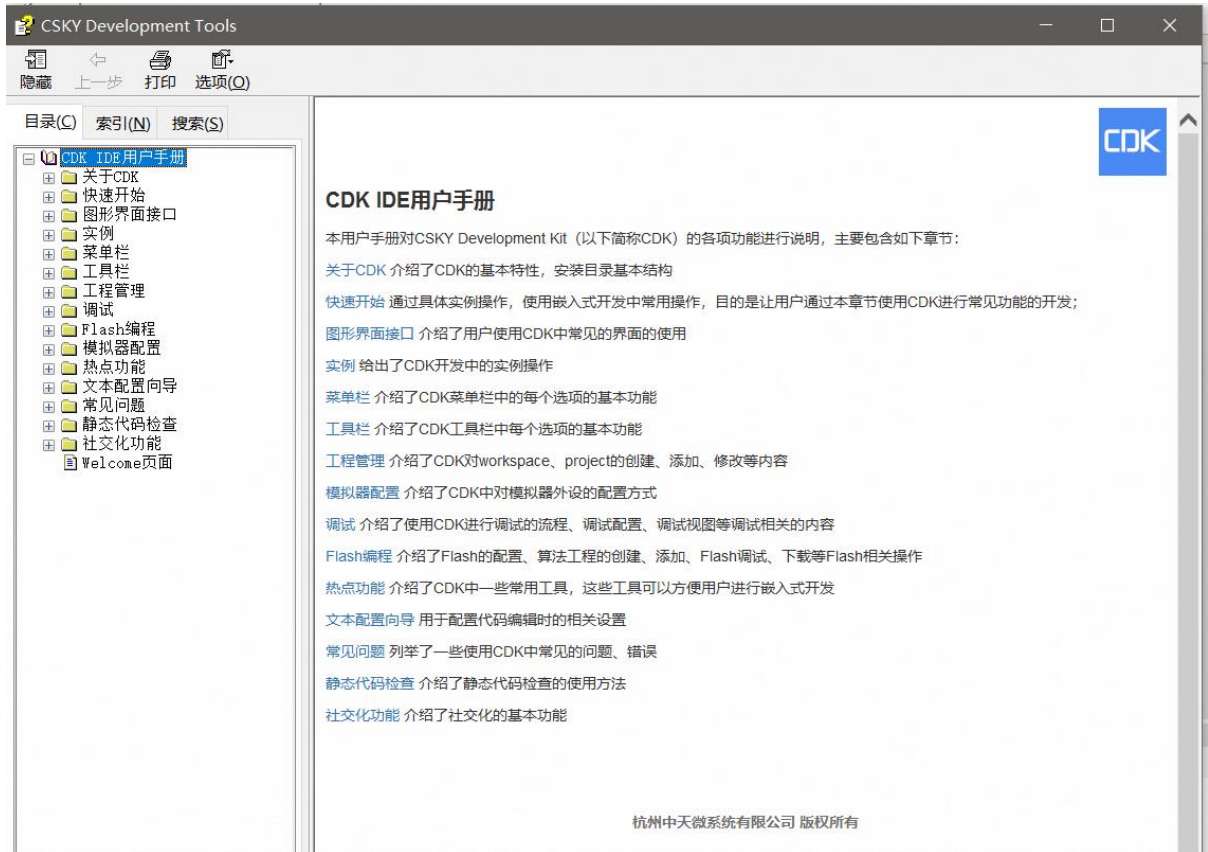 CSKY Development Tools
隐藏 上一步 打印 选项(O)
目录(C) 索引(N) 搜索(S)
CDK IDE用户手册
关于CDK
快速开始
图形界面接口
实例
菜单栏
工具栏
工程管理
调试
Flash编程
模拟器配置
热点功能
文本配置向导
常见问题
静态代码检查
社交化功能
Welcome页面
CDK
CDK IDE用户手册
本用户手册对CSKY Development Kit（以下简称CDK）的各项功能进行说明，主要包含如下章节：
关于CDK 介绍了CDK的基本特性，安装目录基本结构
快速开始 通过具体实例操作，使用嵌入式开发中常用操作，目的是让用户通过本章节使用CDK进行常见功能的开发；
图形界面接口 介绍了用户使用CDK中常见的界面的使用
实例 给出了CDK开发中的实例操作
菜单栏 介绍了CDK菜单栏中的每个选项的基本功能
工具栏 介绍了CDK工具栏中每个选项的基本功能
工程管理 介绍了CDK对workspace、project的创建、添加、修改等内容
模拟器配置 介绍了CDK中对模拟器外设的配置方式
调试 介绍了使用CDK进行调试的流程、调试配置、调试视图等调试相关的内容
Flash编程 介绍了Flash的配置、算法工程的创建、添加、Flash调试、下载等Flash相关操作
热点功能 介绍了CDK中一些常用工具，这些工具可以方便用户进行嵌入式开发
文本配置向导 用于配置代码编辑时的相关设置
常见问题 列举了一些使用CDK中常见的问题、错误
静态代码检查 介绍了静态代码检查的使用方法
社交化功能 介绍了社交化的基本功能
杭州中天微系统有限公司 版权所有